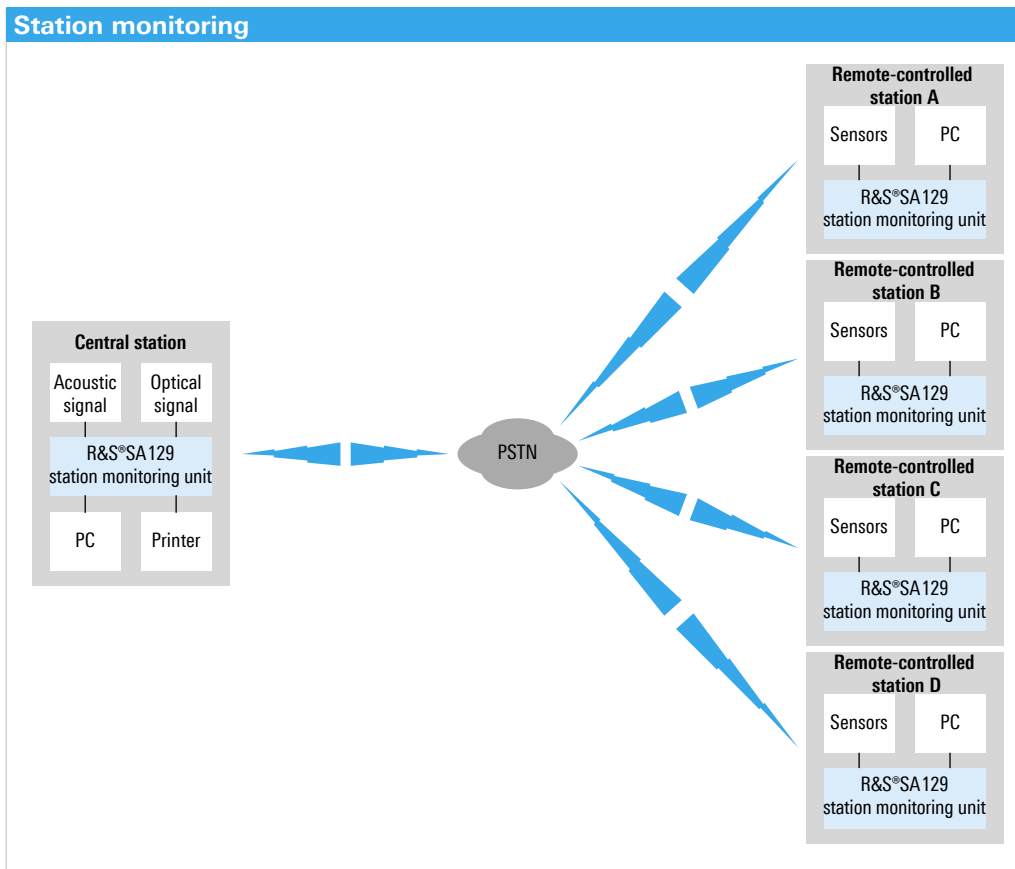 Station monitoring
Central station
Acoustic
signal
Optical
signal
R&S®SA129
station monitoring unit
PC
Printer
PSTN
Remote-controlled
station A
Sensors
PC
R&S®SA129
station monitoring unit
Remote-controlled
station B
Sensors
PC
R&S®SA129
station monitoring unit
Remote-controlled
station C
Sensors
PC
R&S®SA129
station monitoring unit
Remote-controlled
station D
Sensors
PC
R&S®SA129
station monitoring unit